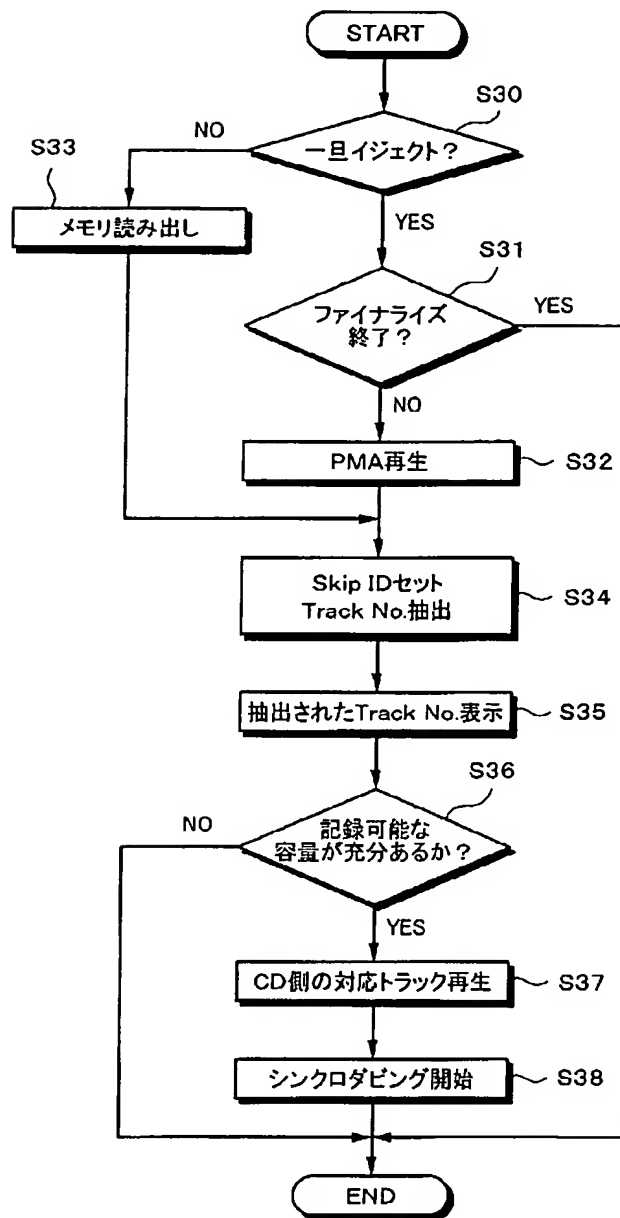 START
S30
一旦イジェクト？
NO
S33
メモリ読み出し
YES
S31
ファイナライズ
終了？
YES
NO
PMA再生
S32
Skip IDセット
Track No.抽出
S34
抽出されたTrack No.表示
S35
S36
NO
記録可能な
容量が充分あるか？
YES
CD側の対応トラック再生
S37
シンクロダビング開始
S38
END